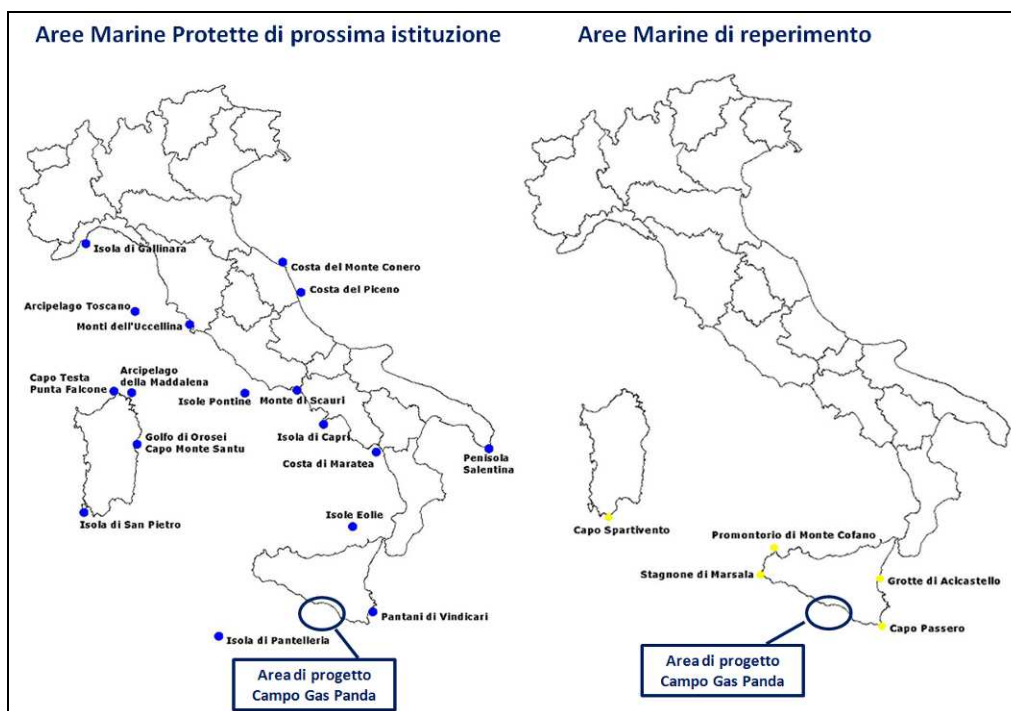 Aree Marine Protette di prossima istituzione
Isola di Gallinara
Costa del Monte Conero
Costa del Piceno
Arcipelago Toscano
Monti dell'Uccellina
Capo Testa
Punta Falcone
Arcipelago
della Maddalena
Isole Pontine
Monte di Scauri
Golfo di Orosei
Capo Monte Santu
Isola di Capri
Costa di Maratea
Penisola
Salentina
Isola di San Pietro
Isole Eolie
Pantani di Vindicari
Isola di Pantelleria
Area di progetto
Campo Gas Panda
Aree Marine di reperimento
Capo Spartivento
Promontorio di Monte Cofano
Stagnone di Marsala
Grotte di Acicastello
Capo Passero
Area di progetto
Campo Gas Panda